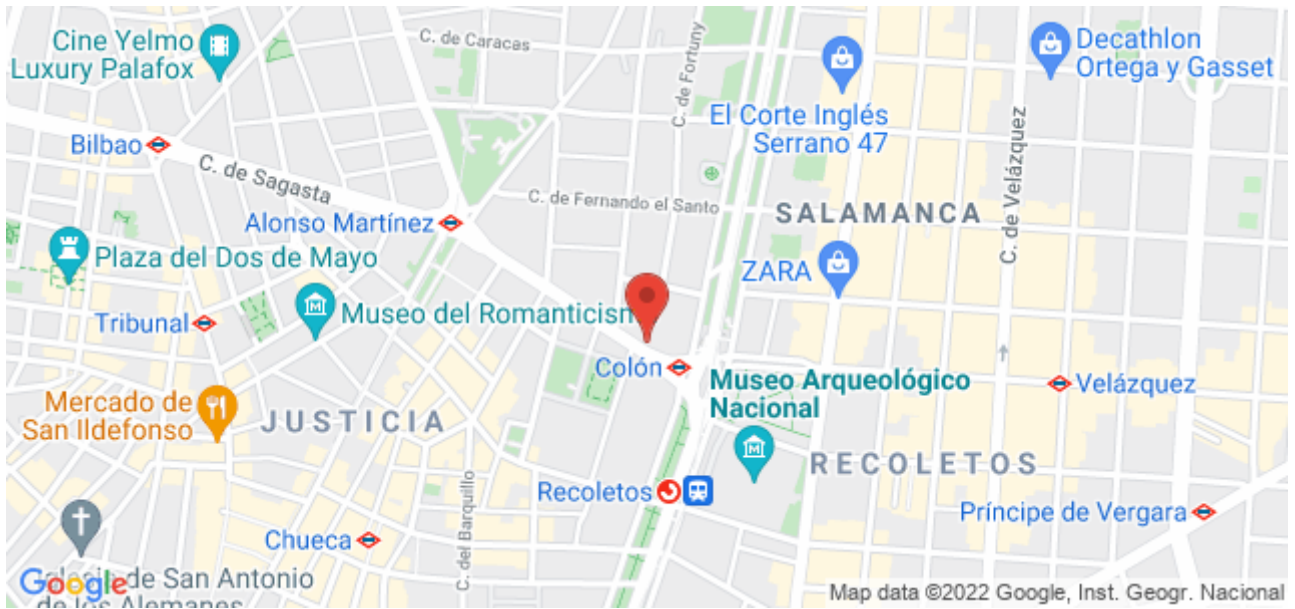 Cine Yelmo
Luxury Palafox
C. de Caracas
C. de Fortuny
Decathlon
Ortega y Gasset
El Corte Inglés
Serrano 47
Bilbao
C. de Sagasta
C. de Velázquez
C. de Fernando el Santo
SALAMANCA
Alonso Martínez
Plaza del Dos de Mayo
ZARA
Museo del Romanticism
Tribunal
Colón
Museo Arqueológico
Nacional
Velázquez
Mercado de
San Ildefonso
JUSTICIA
RECOLETOS
Recoletos
C. del Barquillo
Príncipe de Vergara
Chueca
Google
de San Antonio
de los Alemanes
Map data ©2022 Google, Inst. Geogr. Nacional